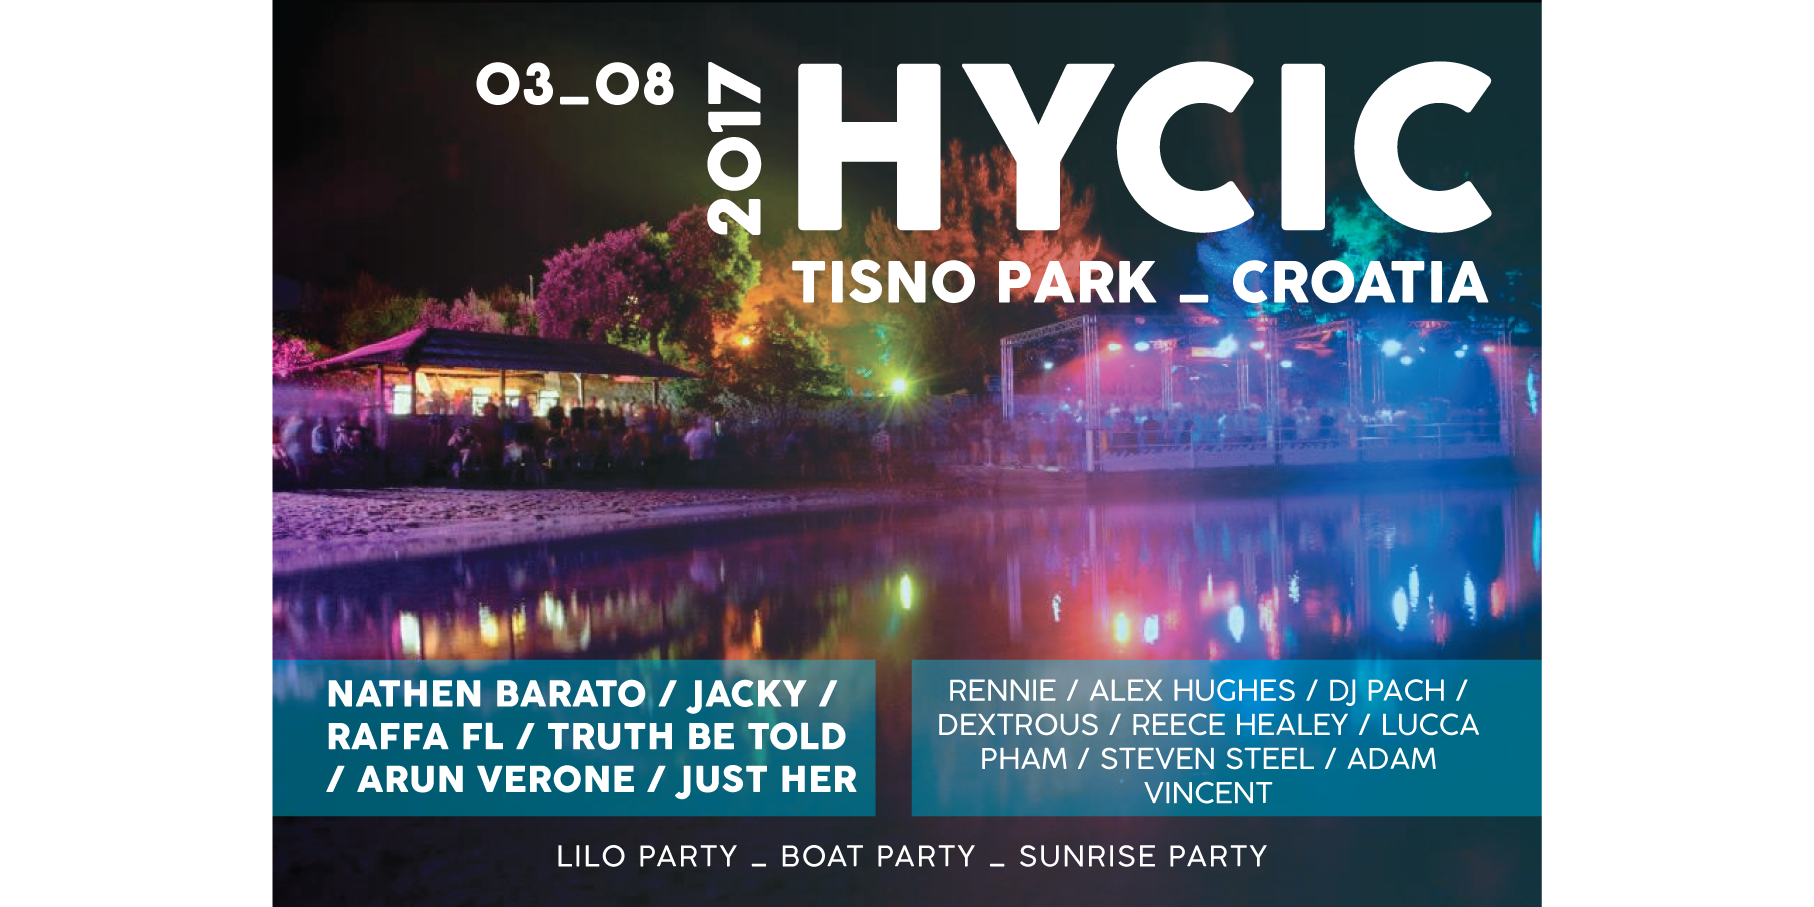 03_08
2017
HYCIC
TISNO PARK _ CROATIA
NATHEN BARATO / JACKY /
RAFFA FL / TRUTH BE TOLD
/ ARUN VERONE / JUST HER
RENNIE / ALEX HUGHES / DJ PACH /
DEXTROUS / REECE HEALEY / LUCCA
PHAM / STEVEN STEEL / ADAM
VINCENT
LILO PARTY _ BOAT PARTY _ SUNRISE PARTY